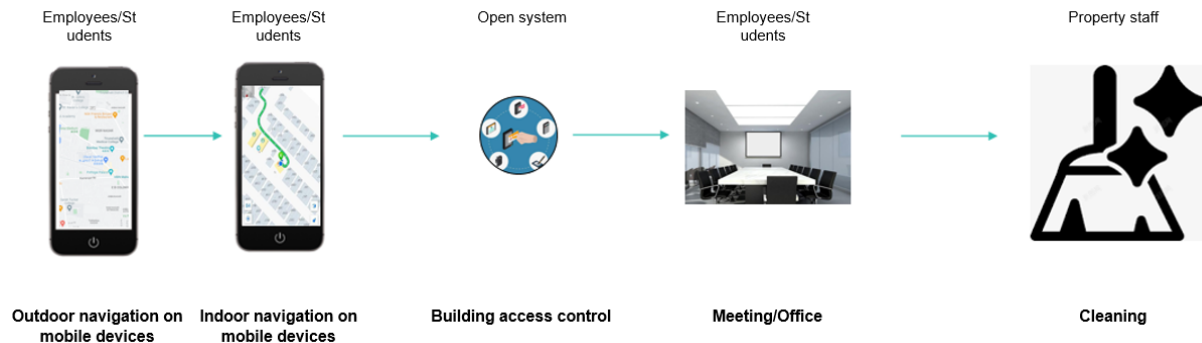 Employees/St
udents
Employees/St
udents
Open system
Employees/St
udents
Property staff
Outdoor navigation on
mobile devices
Indoor navigation on
mobile devices
Building access control
Meeting/Office
Cleaning